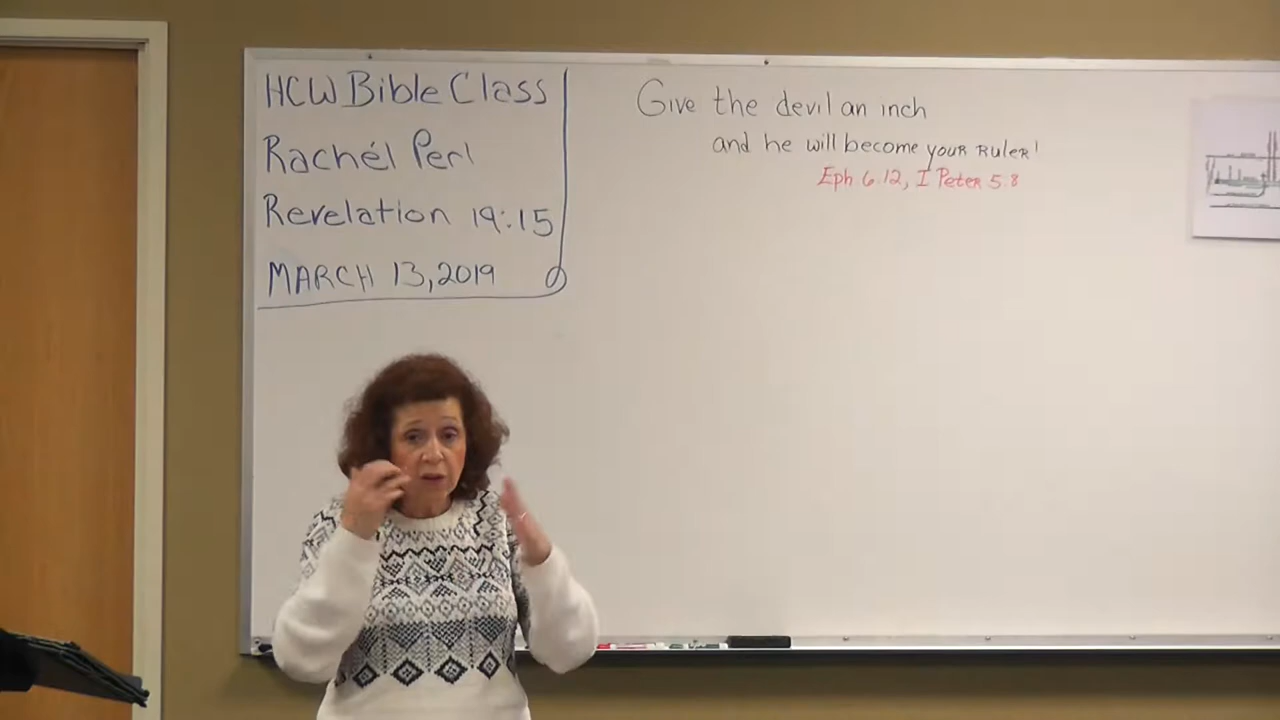 HCW Bible Class
Rachél Perl
Revelation 19:15
MARCH 13, 2019
Give the devil an inch
and he will become your RULER!
Eph 6.12, I Peter 5.8